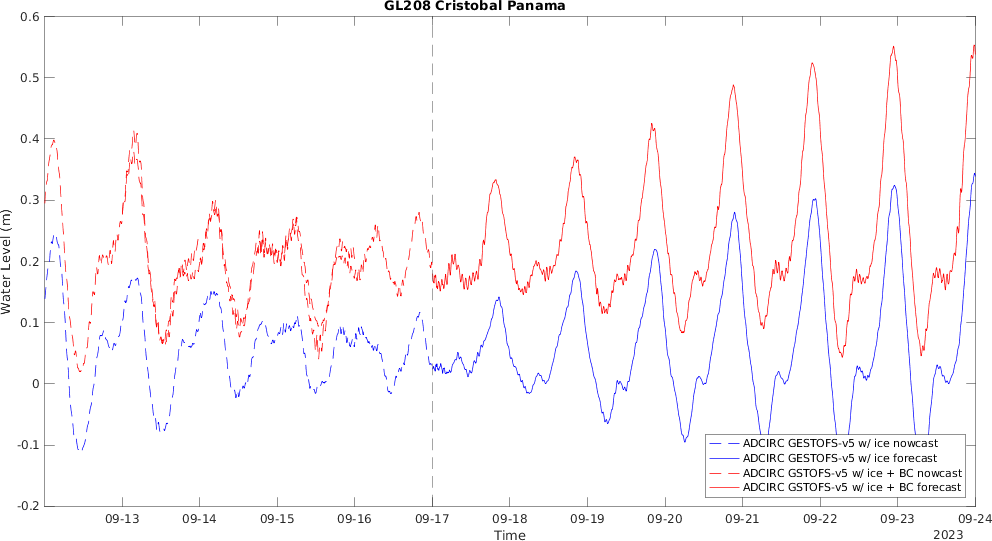 GL208 Cristobal Panama
0.6
0.5
0.4
0.3
0.2
0.1
0
-0.1
-0.2
Water Level (m)
09-13 09-14 09-15 09-16 09-17 09-18 09-19 09-20 09-21 09-22 09-23 09-24
Time
2023
ADCIRC GESTOFS-v5 w/ ice nowcast
ADCIRC GESTOFS-v5 w/ ice forecast
ADCIRC GSTOFS-v5 w/ ice + BC nowcast
ADCIRC GSTOFS-v5 w/ ice + BC forecast